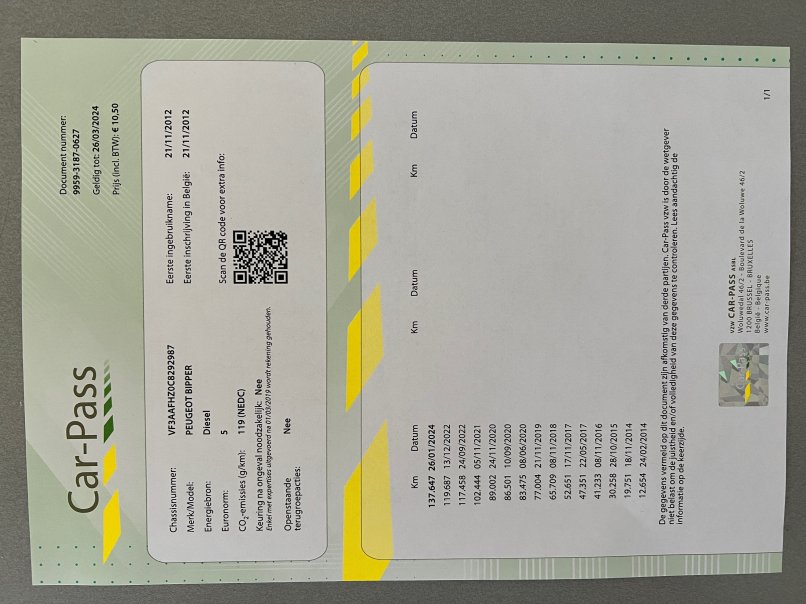 Car-Pass
Document nummer:
9959-3187-0627
Geldig tot: 26/03/2024
Prijs (incl. BTW): € 10,50
Chassisnummer: VF3AAFHZ0C8292987
Merk/Model: PEUGEOT BIPPER
Energiebron: Diesel
Euronorm: 5
CO2-emissies (g/km): 119 (NEDC)
Keuring na ongeval noodzakelijk: Nee
Enkel met expertises uitgevoerd na 01/03/2019 wordt rekening gehouden.
Openstaande Nee
terugroepacties:
Eerste ingebruikname: 21/11/2012
Eerste inschrijving in België: 21/11/2012
Scan de QR code voor extra info:
Km Datum Km Datum Km Datum
137.647 26/01/2024
119.687 13/12/2022
117.458 24/09/2022
102.444 05/11/2021
89.002 24/11/2020
86.501 10/09/2020
83.475 08/06/2020
77.004 21/11/2019
65.709 08/11/2018
52.651 17/11/2017
47.351 22/05/2017
41.233 08/11/2016
30.258 28/10/2015
19.751 18/11/2014
12.654 24/02/2014
De gegevens vermeld op dit document zijn afkomstig van derde partijen. Car-Pass vzw is door de wetgever
niet belast om de juistheid en/of volledigheid van deze gegevens te controleren. Lees aandachtig de
informatie op de keerzijde.
Car-Pass
VZW CAR-PASS ASBL
Woluwedal 46/2 - Boulevard de la Woluwe 46/2
1200 BRUSSEL - BRUXELLES
België - Belgique
www.car-pass.be
1/1